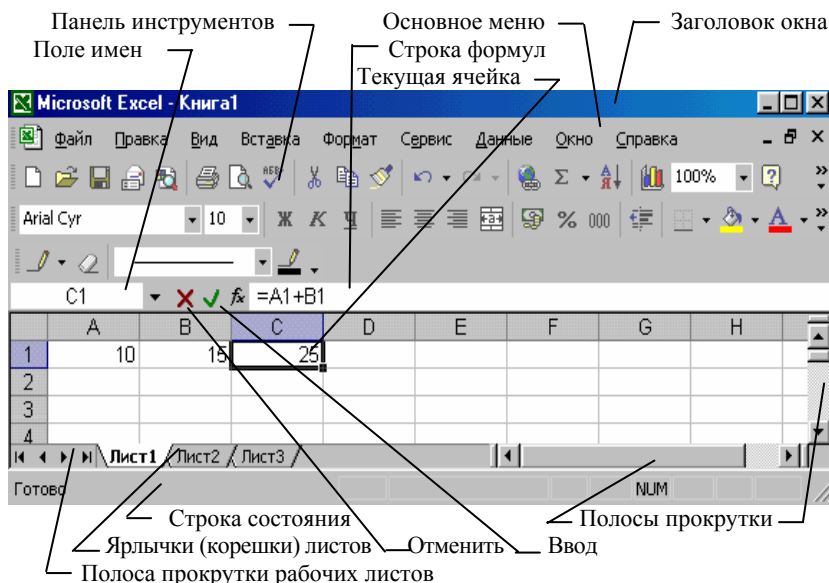 Панель инструментов
Основное меню
Заголовок окна
Поле имен
Строка формул
Текущая ячейка
Microsoft Excel - Книга1
Файл Правка Вид Вставка Формат Сервис Данные Окно Справка
100%
Arial Cyr 10 Ж К Ч % 000 А
C1 =A1+B1
A B C D E F G H
1 10 15 25
2
3
4
Лист1 Лист2 Лист3
Готово NUM
Строка состояния
Полосы прокрутки
Ярлычки (корешки) листов
Отменить
Ввод
Полоса прокрутки рабочих листов